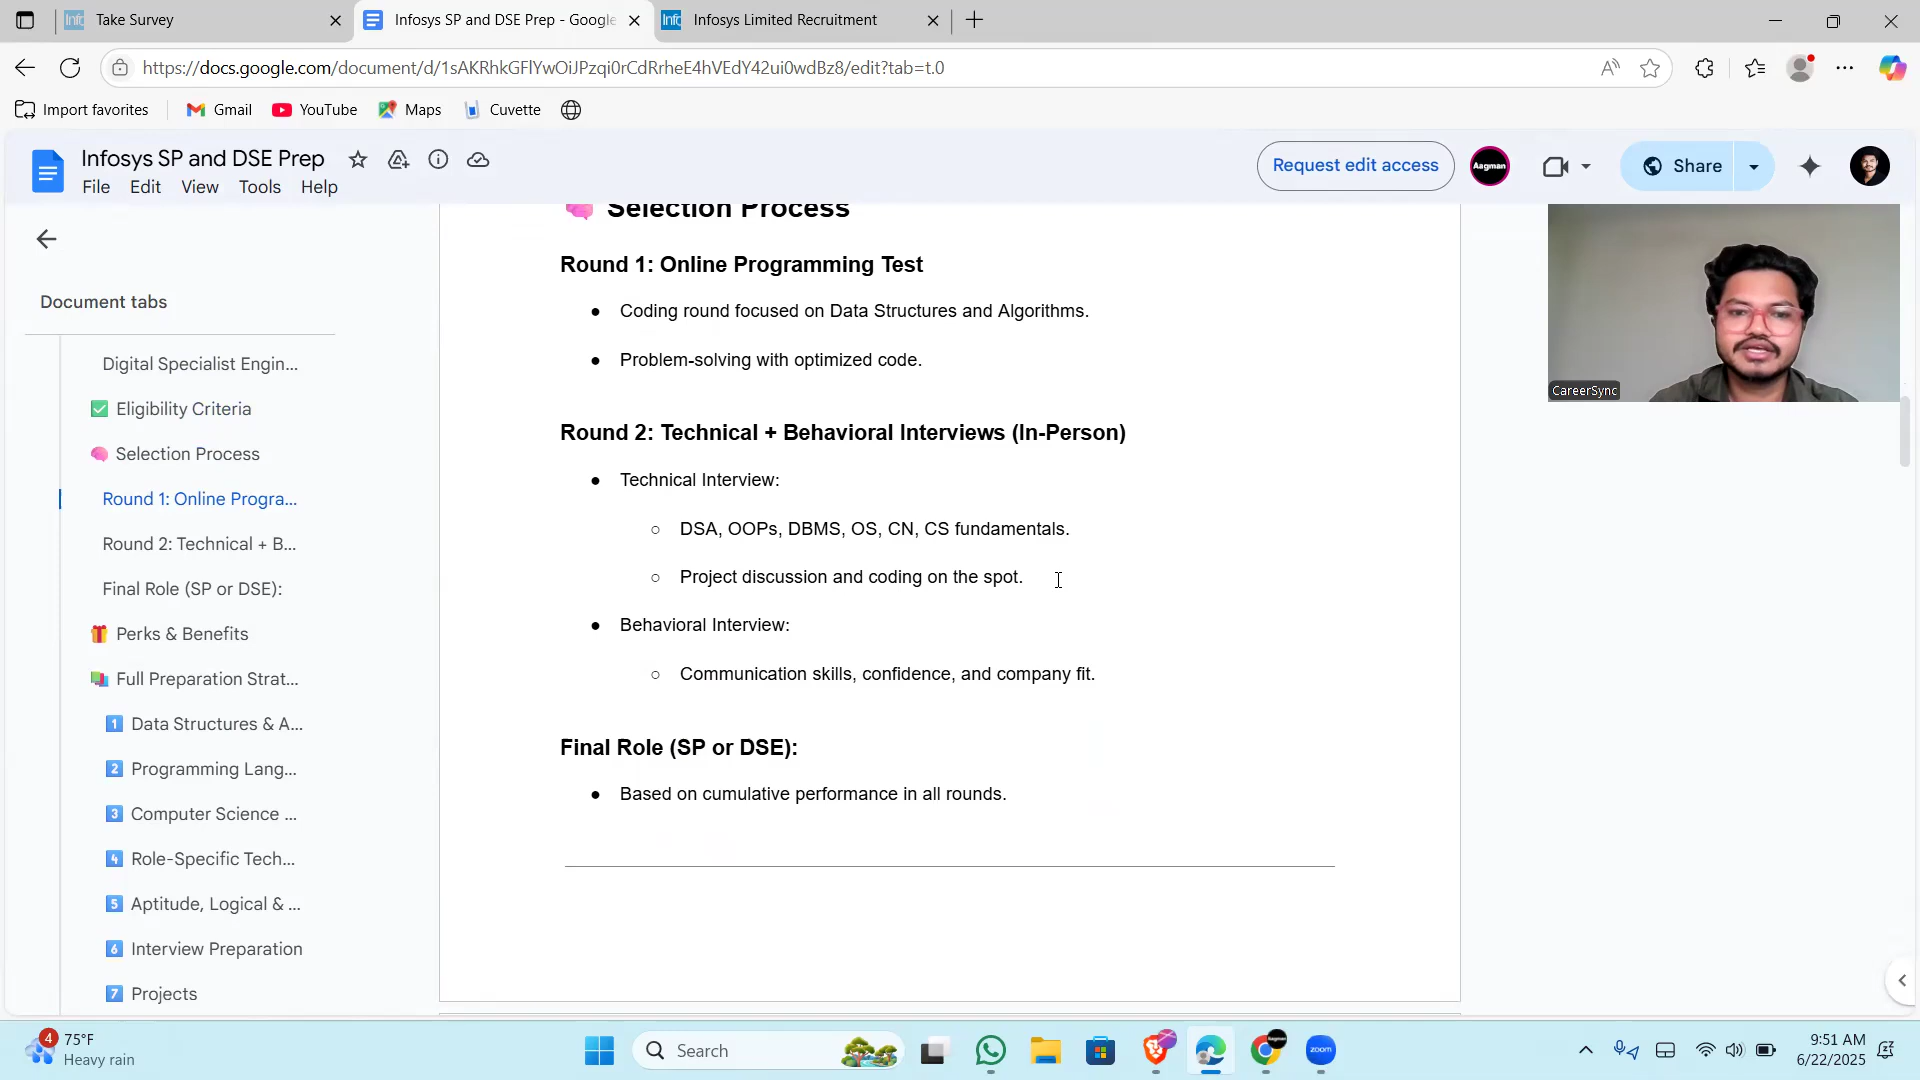 Take Survey
Infosys SP and DSE Prep - Google
Infosys Limited Recruitment
https://docs.google.com/document/d/1sAKRhkGFlYwOiJPzqi0rCdRrheE4hVEdY42ui0wdBz8/edit?tab=t.0
Import favorites
Gmail
YouTube
Maps
Cuvette
Infosys SP and DSE Prep
File Edit View Tools Help
Request edit access
Aagman
Share
Document tabs
Digital Specialist Engin...
Eligibility Criteria
Selection Process
Round 1: Online Progra...
Round 2: Technical + B...
Final Role (SP or DSE):
Perks & Benefits
Full Preparation Strat...
1 Data Structures & A...
2 Programming Lang...
3 Computer Science ...
4 Role-Specific Tech...
5 Aptitude, Logical & ...
6 Interview Preparation
7 Projects
Selection Process
Round 1: Online Programming Test
● Coding round focused on Data Structures and Algorithms.
● Problem-solving with optimized code.
Round 2: Technical + Behavioral Interviews (In-Person)
● Technical Interview:
○ DSA, OOPs, DBMS, OS, CN, CS fundamentals.
○ Project discussion and coding on the spot.
● Behavioral Interview:
○ Communication skills, confidence, and company fit.
Final Role (SP or DSE):
● Based on cumulative performance in all rounds.
CareerSync
4
75°F
Heavy rain
Search
zoom
9:51 AM
6/22/2025